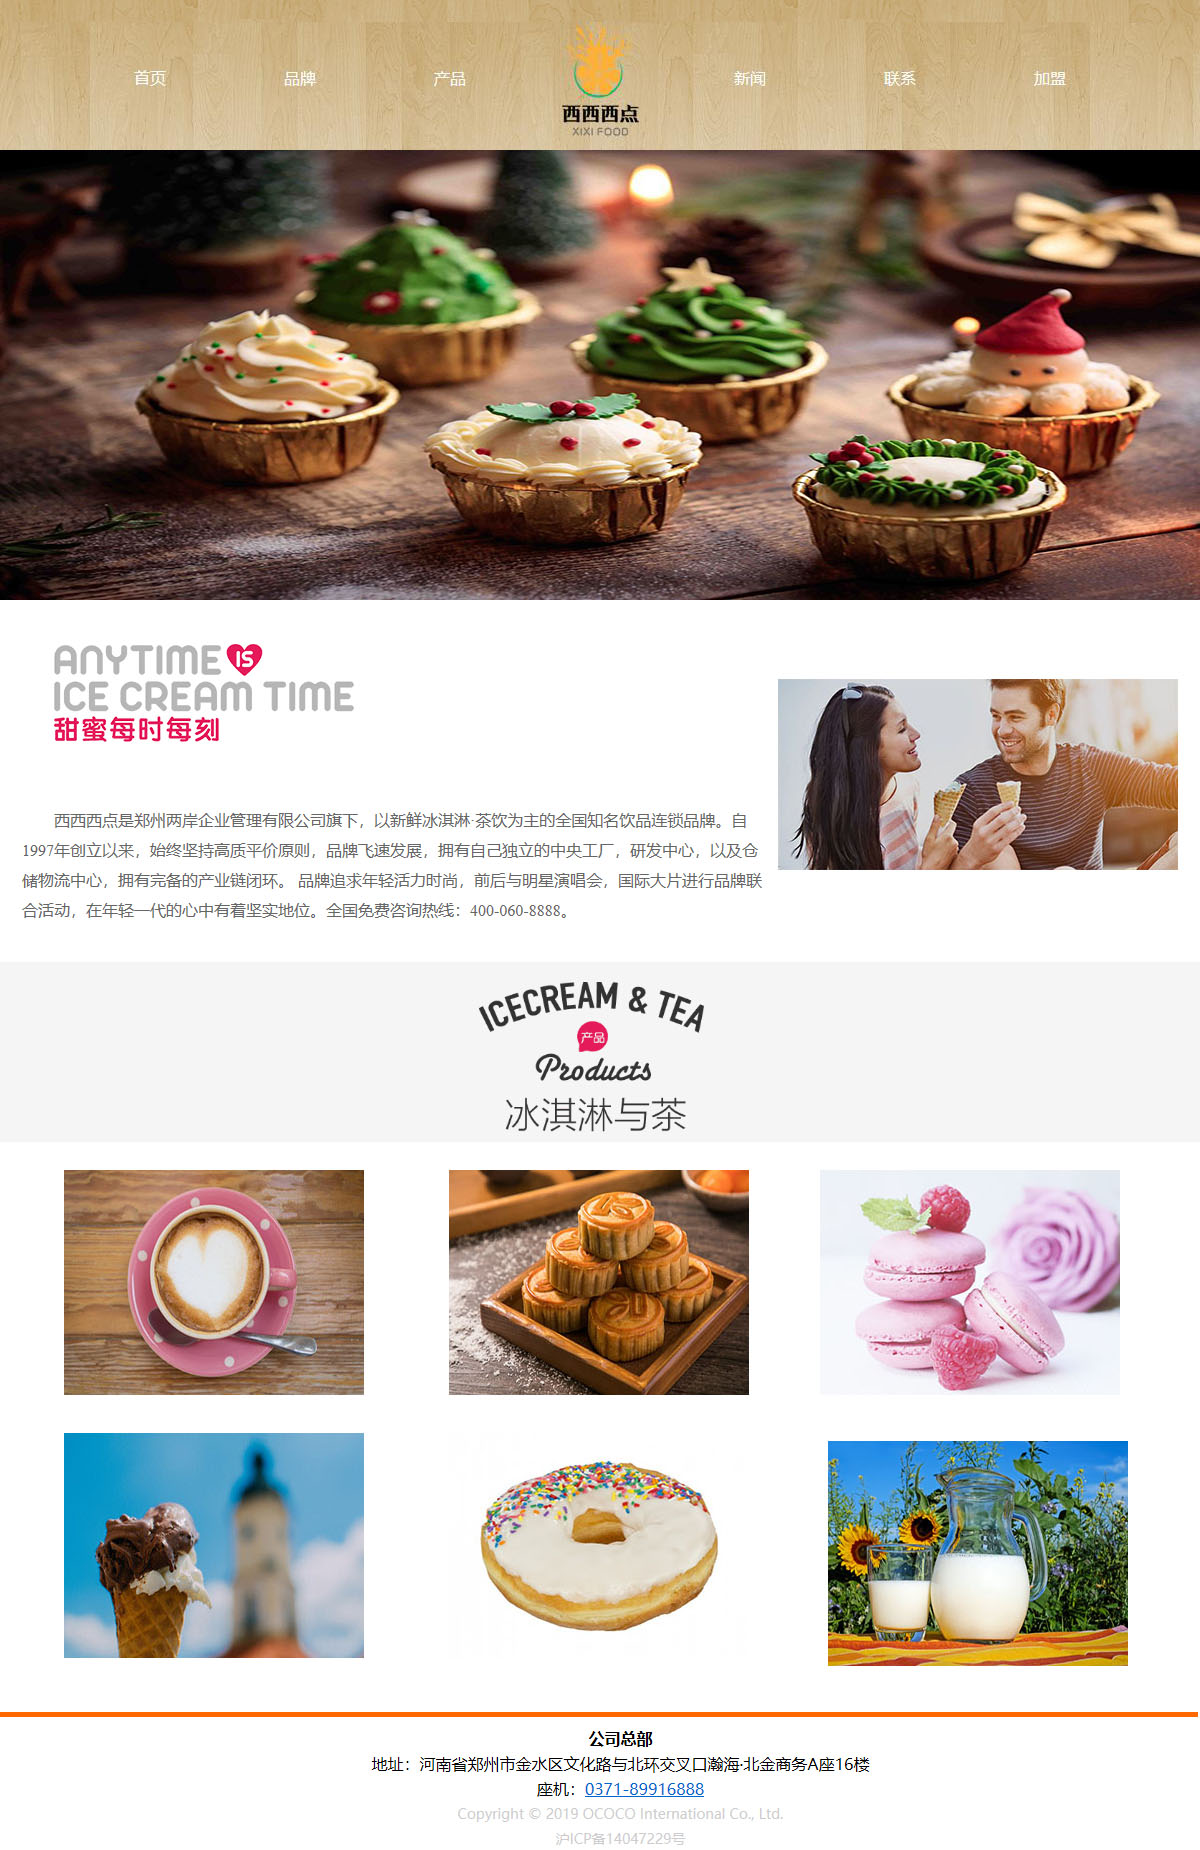 首页
品牌
产品
西西西点
XIXI FOOD
新闻
联系
加盟
ANYTIME IS
ICE CREAM TIME
甜蜜每时每刻
西西西点是郑州两岸企业管理有限公司旗下，以新鲜冰淇淋·茶饮为主的全国知名饮品连锁品牌。自
1997年创立以来，始终坚持高质平价原则，品牌飞速发展，拥有自己独立的中央工厂，研发中心，以及仓
储物流中心，拥有完备的产业链闭环。 品牌追求年轻活力时尚，前后与明星演唱会，国际大片进行品牌联
合活动，在年轻一代的心中有着坚实地位。全国免费咨询热线：400-060-8888。
ICECREAM & TEA
产品
Products
冰淇淋与茶
公司总部
地址：河南省郑州市金水区文化路与北环交叉口瀚海·北金商务A座16楼
座机：0371-89916888
Copyright © 2019 OCOCO International Co., Ltd.
沪ICP备14047229号